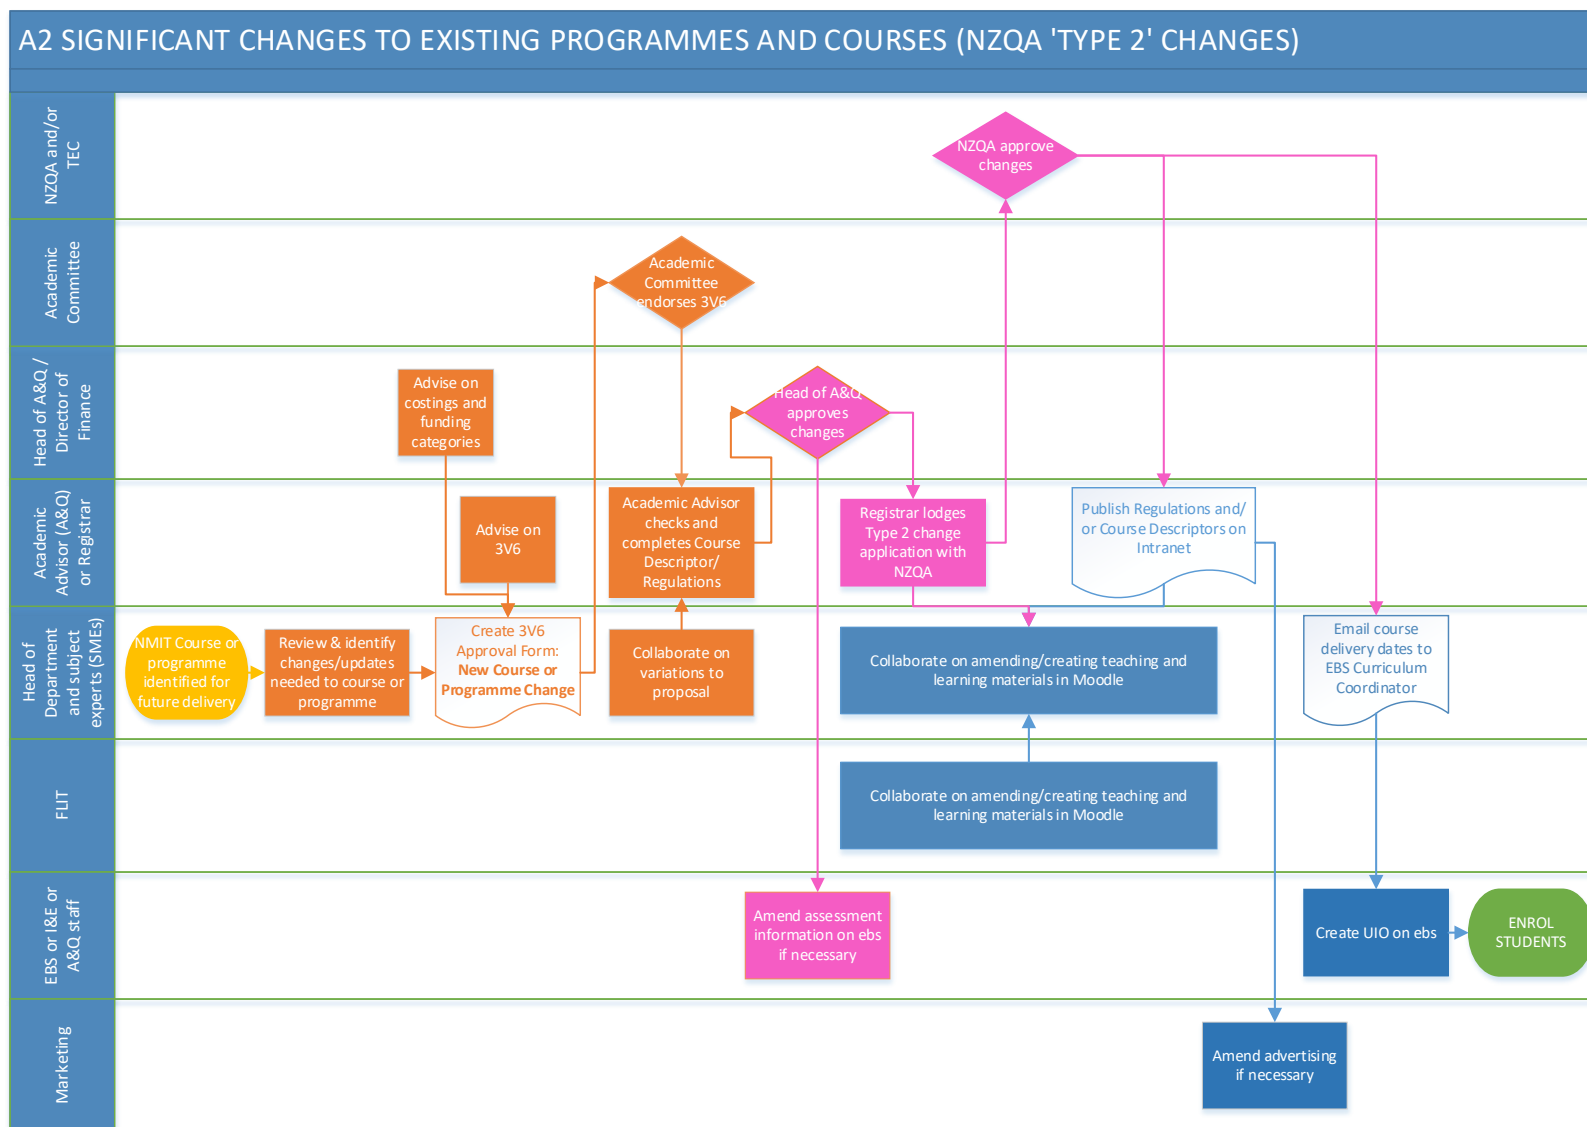 A2 SIGNIFICANT CHANGES TO EXISTING PROGRAMMES AND COURSES (NZQA 'TYPE 2' CHANGES)
NZQA and/or
TEC
NZQA approve
changes
Academic
Committee
Academic
Committee
endorses 3V6
Head of A&Q /
Director of
Finance
Advise on
costings and
funding
categories
Head of A&Q
approves
changes
Academic
Advisor (A&Q)
or Registrar
Advise on
3V6
Academic Advisor
checks and
completes Course
Descriptor/
Regulations
Registrar lodges
Type 2 change
application with
NZQA
Publish Regulations and/
or Course Descriptors on
Intranet
Head of
Department
and subject
experts (SMEs)
NMIT Course or
programme
identified for
future delivery
Review & identify
changes/updates
needed to course or
programme
Create 3V6
Approval Form:
New Course or
Programme Change
Collaborate on
variations to
proposal
Collaborate on amending/creating teaching and
learning materials in Moodle
Email course
delivery dates to
EBS Curriculum
Coordinator
FLIT
Collaborate on amending/creating teaching and
learning materials in Moodle
EBS or I&E or
A&Q staff
Amend assessment
information on ebs
if necessary
Create UIO on ebs
ENROL
STUDENTS
Marketing
Amend advertising
if necessary